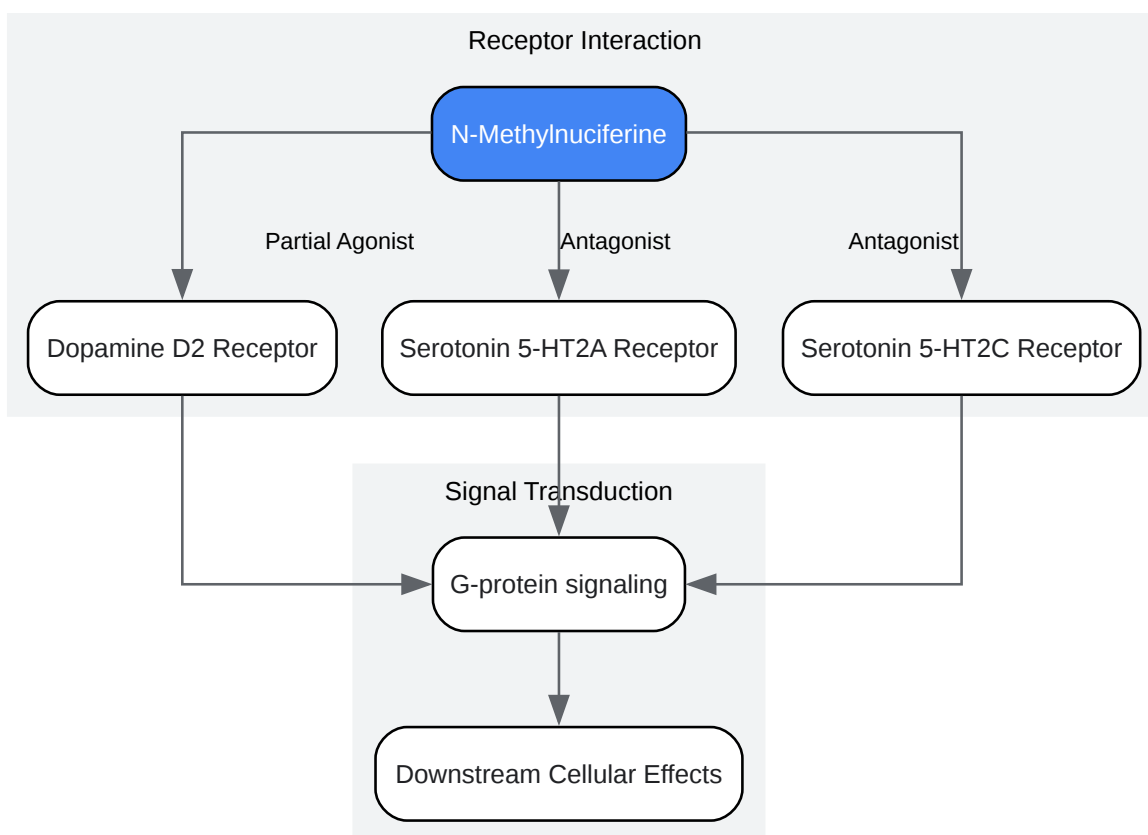 Receptor Interaction
N-Methylnuciferine
Partial Agonist
Antagonist
Antagonist
Dopamine D2 Receptor
Serotonin 5-HT2A Receptor
Serotonin 5-HT2C Receptor
Signal Transduction
G-protein signaling
Downstream Cellular Effects